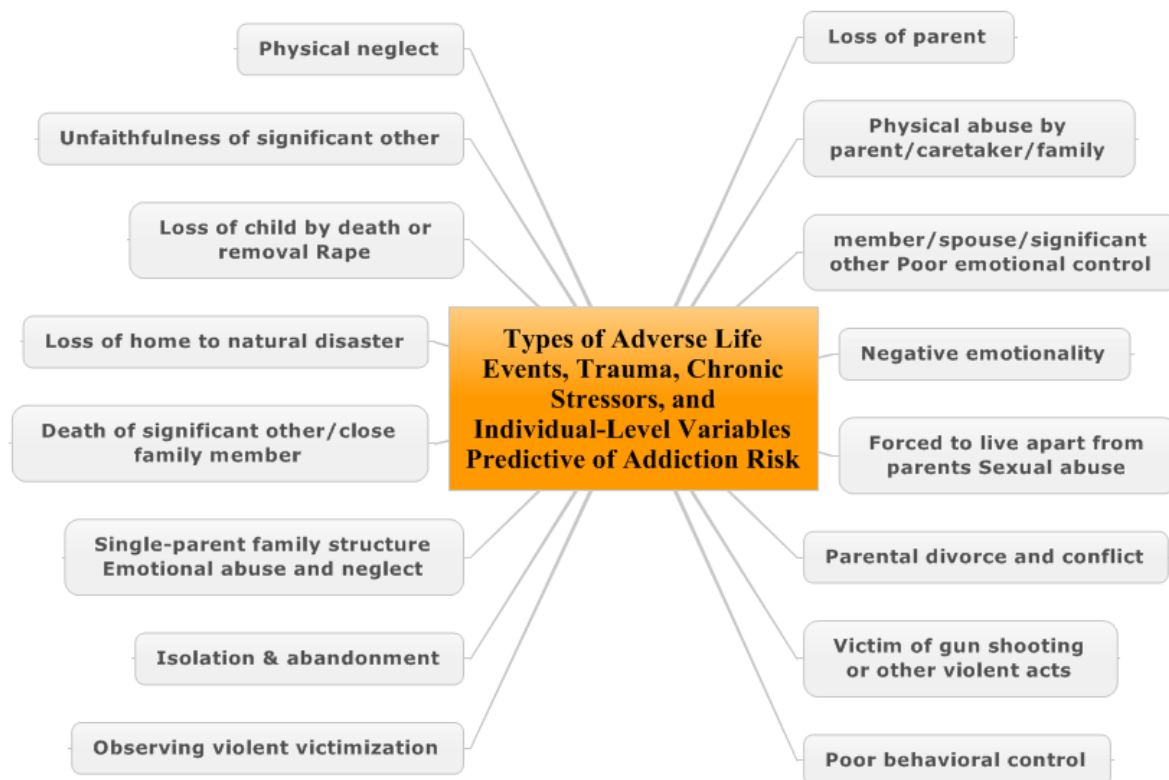 Physical neglect
Unfaithfulness of significant other
Loss of child by death or
removal Rape
Loss of home to natural disaster
Death of significant other/close
family member
Single-parent family structure
Emotional abuse and neglect
Isolation & abandonment
Observing violent victimization
Types of Adverse Life
Events, Trauma, Chronic
Stressors, and
Individual-Level Variables
Predictive of Addiction Risk
Loss of parent
Physical abuse by
parent/caretaker/family
member/spouse/significant
other Poor emotional control
Negative emotionality
Forced to live apart from
parents Sexual abuse
Parental divorce and conflict
Victim of gun shooting
or other violent acts
Poor behavioral control